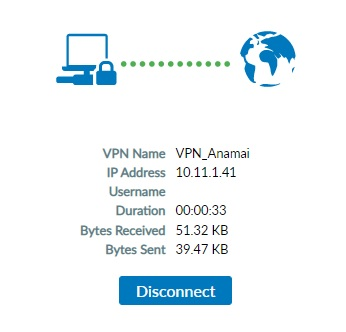 VPN Name VPN_Anamai
IP Address 10.11.1.41
Username
Duration 00:00:33
Bytes Received 51.32 KB
Bytes Sent 39.47 KB
Disconnect